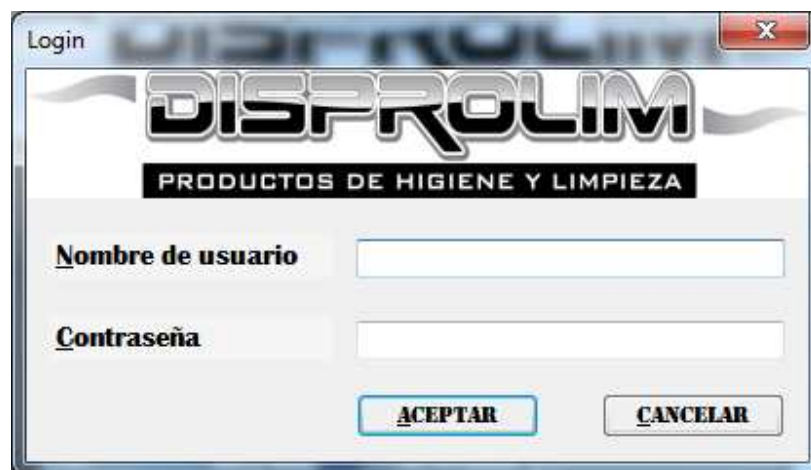 Login
DISPROLIM
PRODUCTOS DE HIGIENE Y LIMPIEZA
Nombre de usuario
Contraseña
ACEPTAR CANCELAR